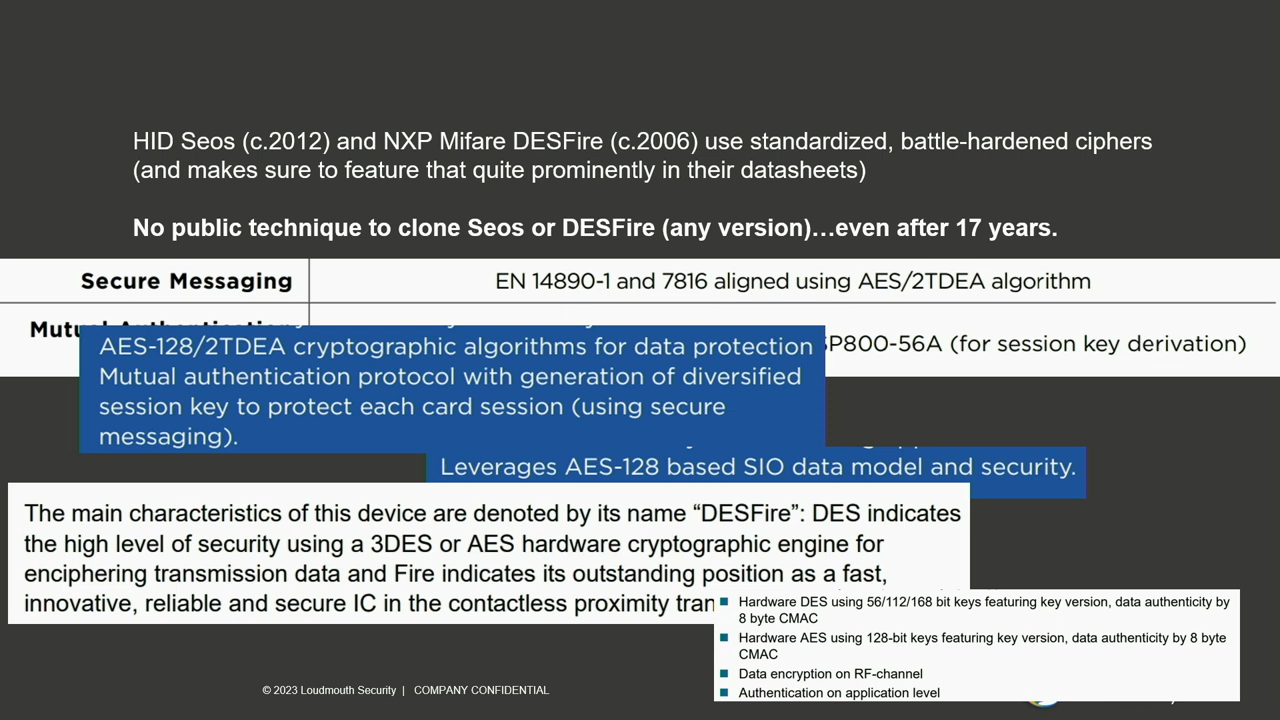 HID Seos (c.2012) and NXP Mifare DESFire (c.2006) use standardized, battle-hardened ciphers
(and makes sure to feature that quite prominently in their datasheets)
No public technique to clone Seos or DESFire (any version)…even after 17 years.
Secure Messaging EN 14890-1 and 7816 aligned using AES/2TDEA algorithm
SP800-56A (for session key derivation)
AES-128/2TDEA cryptographic algorithms for data protection
Mutual authentication protocol with generation of diversified
session key to protect each card session (using secure
messaging).
Leverages AES-128 based SIO data model and security.
The main characteristics of this device are denoted by its name “DESFire”: DES indicates
the high level of security using a 3DES or AES hardware cryptographic engine for
enciphering transmission data and Fire indicates its outstanding position as a fast,
innovative, reliable and secure IC in the contactless proximity tran
Hardware DES using 56/112/168 bit keys featuring key version, data authenticity by
8 byte CMAC
Hardware AES using 128-bit keys featuring key version, data authenticity by 8 byte
CMAC
Data encryption on RF-channel
Authentication on application level
© 2023 Loudmouth Security | COMPANY CONFIDENTIAL